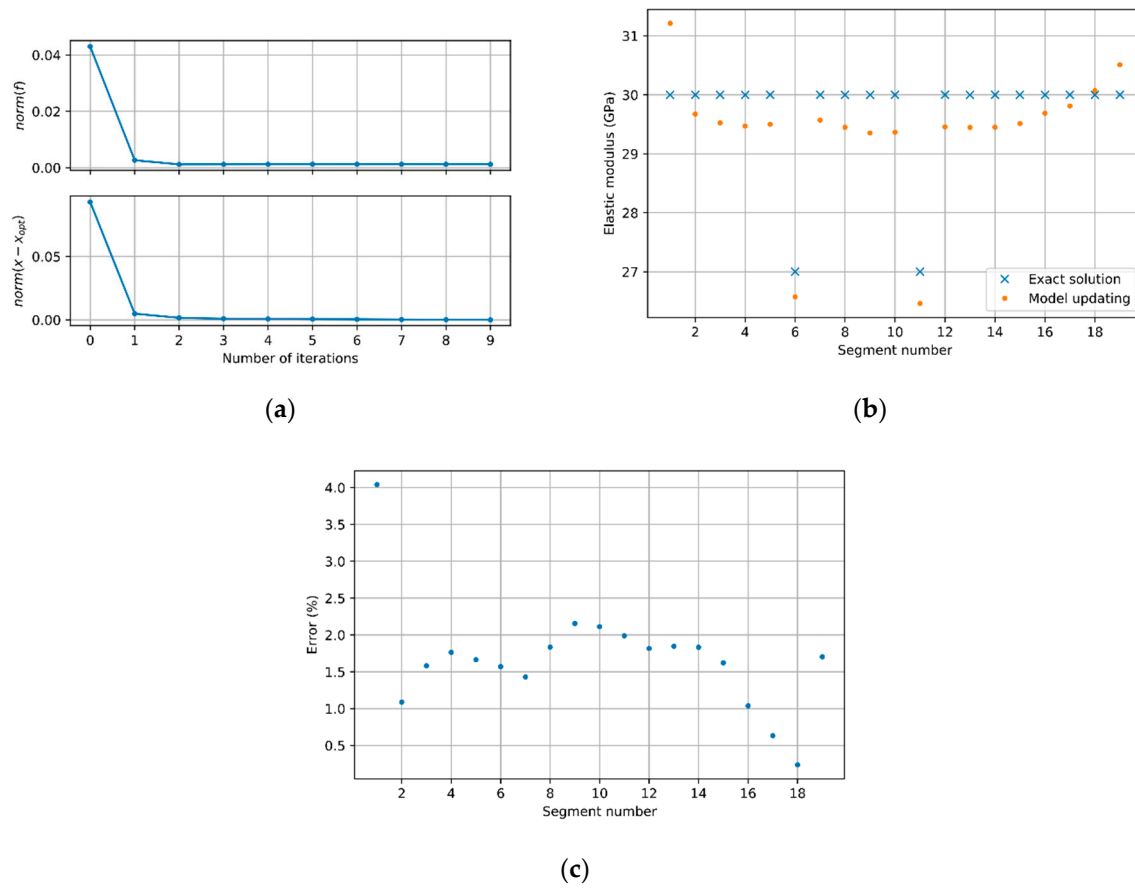 0.04
0.02
0.00
norm(f)
0.05
0.00
norm(x − x_opt)
0 1 2 3 4 5 6 7 8 9
Number of iterations
(a)
31
30
29
28
27
Elastic modulus (GPa)
Exact solution
Model updating
2 4 6 8 10 12 14 16 18
Segment number
(b)
4.0
3.5
3.0
2.5
2.0
1.5
1.0
0.5
Error (%)
2 4 6 8 10 12 14 16 18
Segment number
(c)